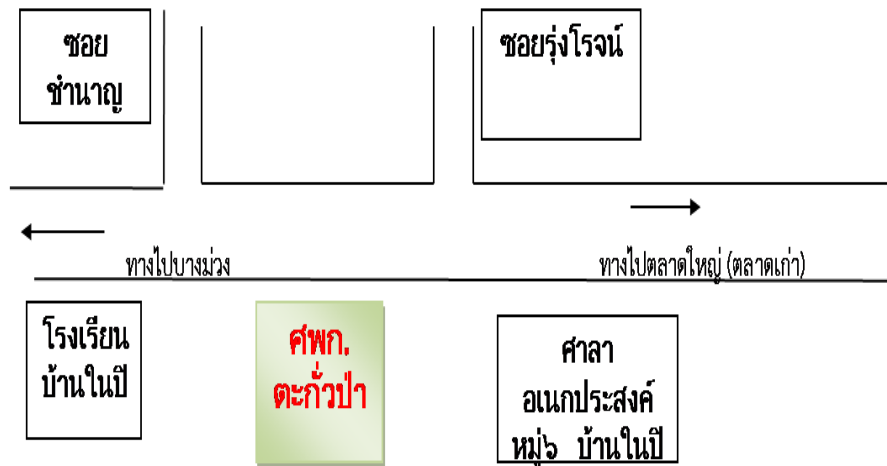 ซอย
ชำนาญ
ซอยรุ่งโรจน์
ทางไปบางม่วง
ทางไปตลาดใหญ่ (ตลาดเก่า)
โรงเรียน
บ้านในปี
ศพก.
ตะกั่วป่า
ศาลา
อเนกประสงค์
หมู่๖ บ้านในปี